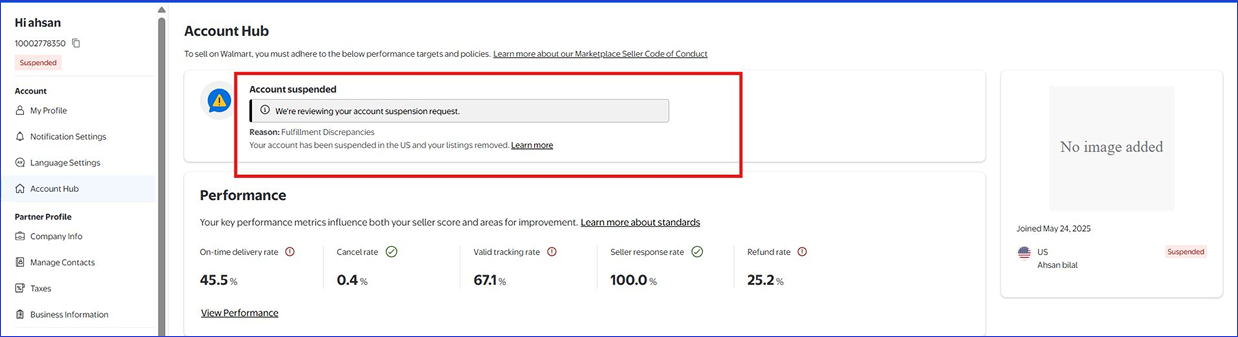 Hi ahsan
10002778350
Suspended
Account
My Profile
Notification Settings
Language Settings
Account Hub
Partner Profile
Company Info
Manage Contacts
Taxes
Business Information
Account Hub
To sell on Walmart, you must adhere to the below performance targets and policies. Learn more about our Marketplace Seller Code of Conduct
Account suspended
We're reviewing your account suspension request.
Reason: Fulfillment Discrepancies
Your account has been suspended in the US and your listings removed. Learn more
Performance
Your key performance metrics influence both your seller score and areas for improvement. Learn more about standards
On-time delivery rate
45.5 %
Cancel rate
0.4 %
Valid tracking rate
67.1 %
Seller response rate
100.0 %
Refund rate
25.2 %
View Performance
No image added
Joined May 24, 2025
US
Suspended
Ahsan bilal